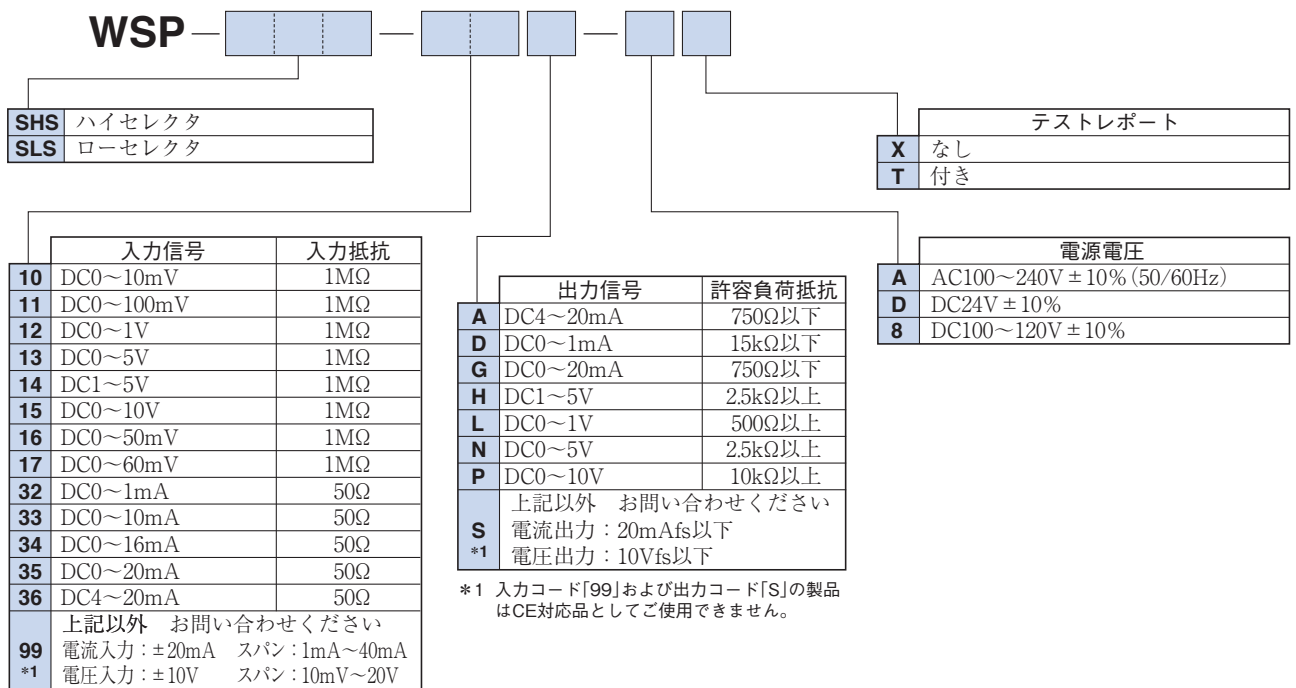 WSP
SHS ハイセレクタ
SLS ローセレクタ
テストレポート
X なし
T 付き
入力信号 入力抵抗
10 DC0～10mV 1MΩ
11 DC0～100mV 1MΩ
12 DC0～1V 1MΩ
13 DC0～5V 1MΩ
14 DC1～5V 1MΩ
15 DC0～10V 1MΩ
16 DC0～50mV 1MΩ
17 DC0～60mV 1MΩ
32 DC0～1mA 50Ω
33 DC0～10mA 50Ω
34 DC0～16mA 50Ω
35 DC0～20mA 50Ω
36 DC4～20mA 50Ω
上記以外 お問い合わせください
99 電流入力：±20mA スパン：1mA～40mA
*1 電圧入力：±10V スパン：10mV～20V
出力信号 許容負荷抵抗
A DC4～20mA 750Ω以下
D DC0～1mA 15kΩ以下
G DC0～20mA 750Ω以下
H DC1～5V 2.5kΩ以上
L DC0～1V 500Ω以上
N DC0～5V 2.5kΩ以上
P DC0～10V 10kΩ以上
上記以外 お問い合わせください
S 電流出力：20mAfs以下
*1 電圧出力：10Vfs以下
＊1 入力コード「99」および出力コード「S」の製品
はCE対応品としてご使用できません。
電源電圧
A AC100～240V±10%(50/60Hz)
D DC24V±10%
8 DC100～120V±10%